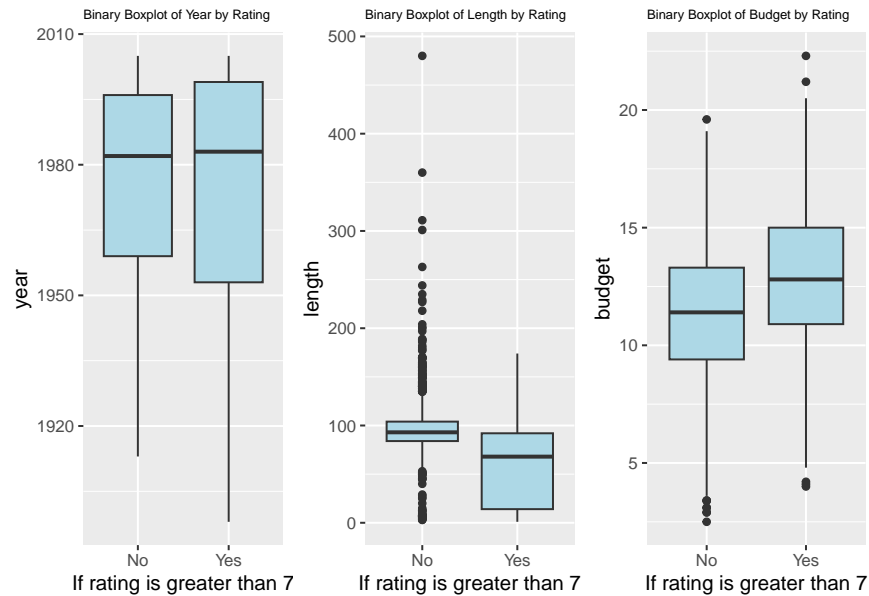 Binary Boxplot of Year by Rating
2010
1980
1950
1920
year
No Yes
If rating is greater than 7
Binary Boxplot of Length by Rating
500
400
300
200
100
0
length
No Yes
If rating is greater than 7
Binary Boxplot of Budget by Rating
20
15
10
5
budget
No Yes
If rating is greater than 7